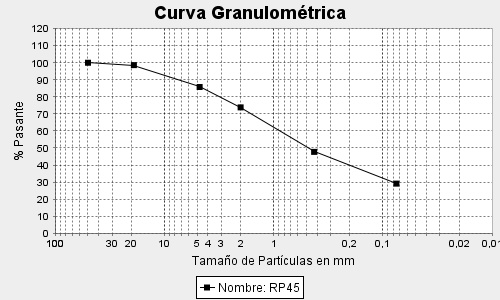 Curva Granulométrica
% Pasante
120
110
100
90
80
70
60
50
40
30
20
10
0
100 30 20 10 5 4 3 2 1 0,2 0,1 0,02 0,01
Tamaño de Partículas en mm
Nombre: RP45